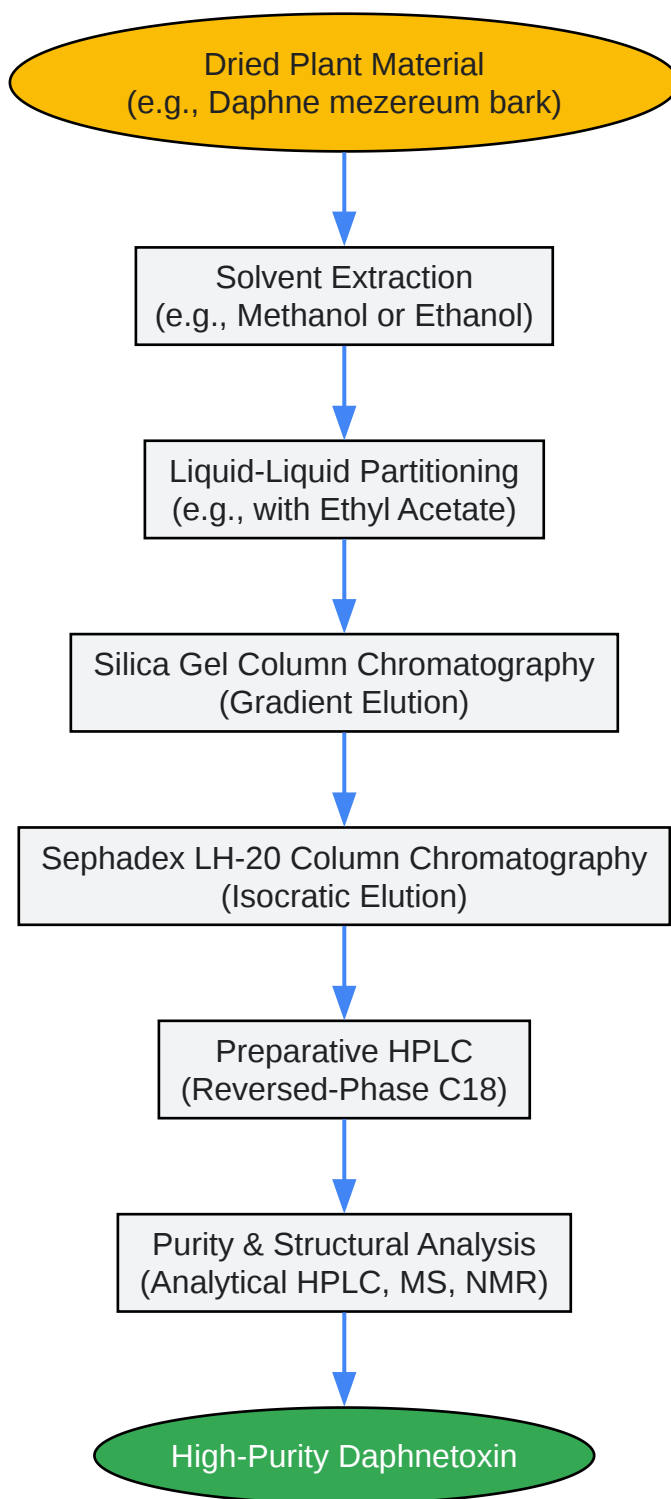 Dried Plant Material
(e.g., Daphne mezereum bark)
Solvent Extraction
(e.g., Methanol or Ethanol)
Liquid-Liquid Partitioning
(e.g., with Ethyl Acetate)
Silica Gel Column Chromatography
(Gradient Elution)
Sephadex LH-20 Column Chromatography
(Isocratic Elution)
Preparative HPLC
(Reversed-Phase C18)
Purity & Structural Analysis
(Analytical HPLC, MS, NMR)
High-Purity Daphnetoxin